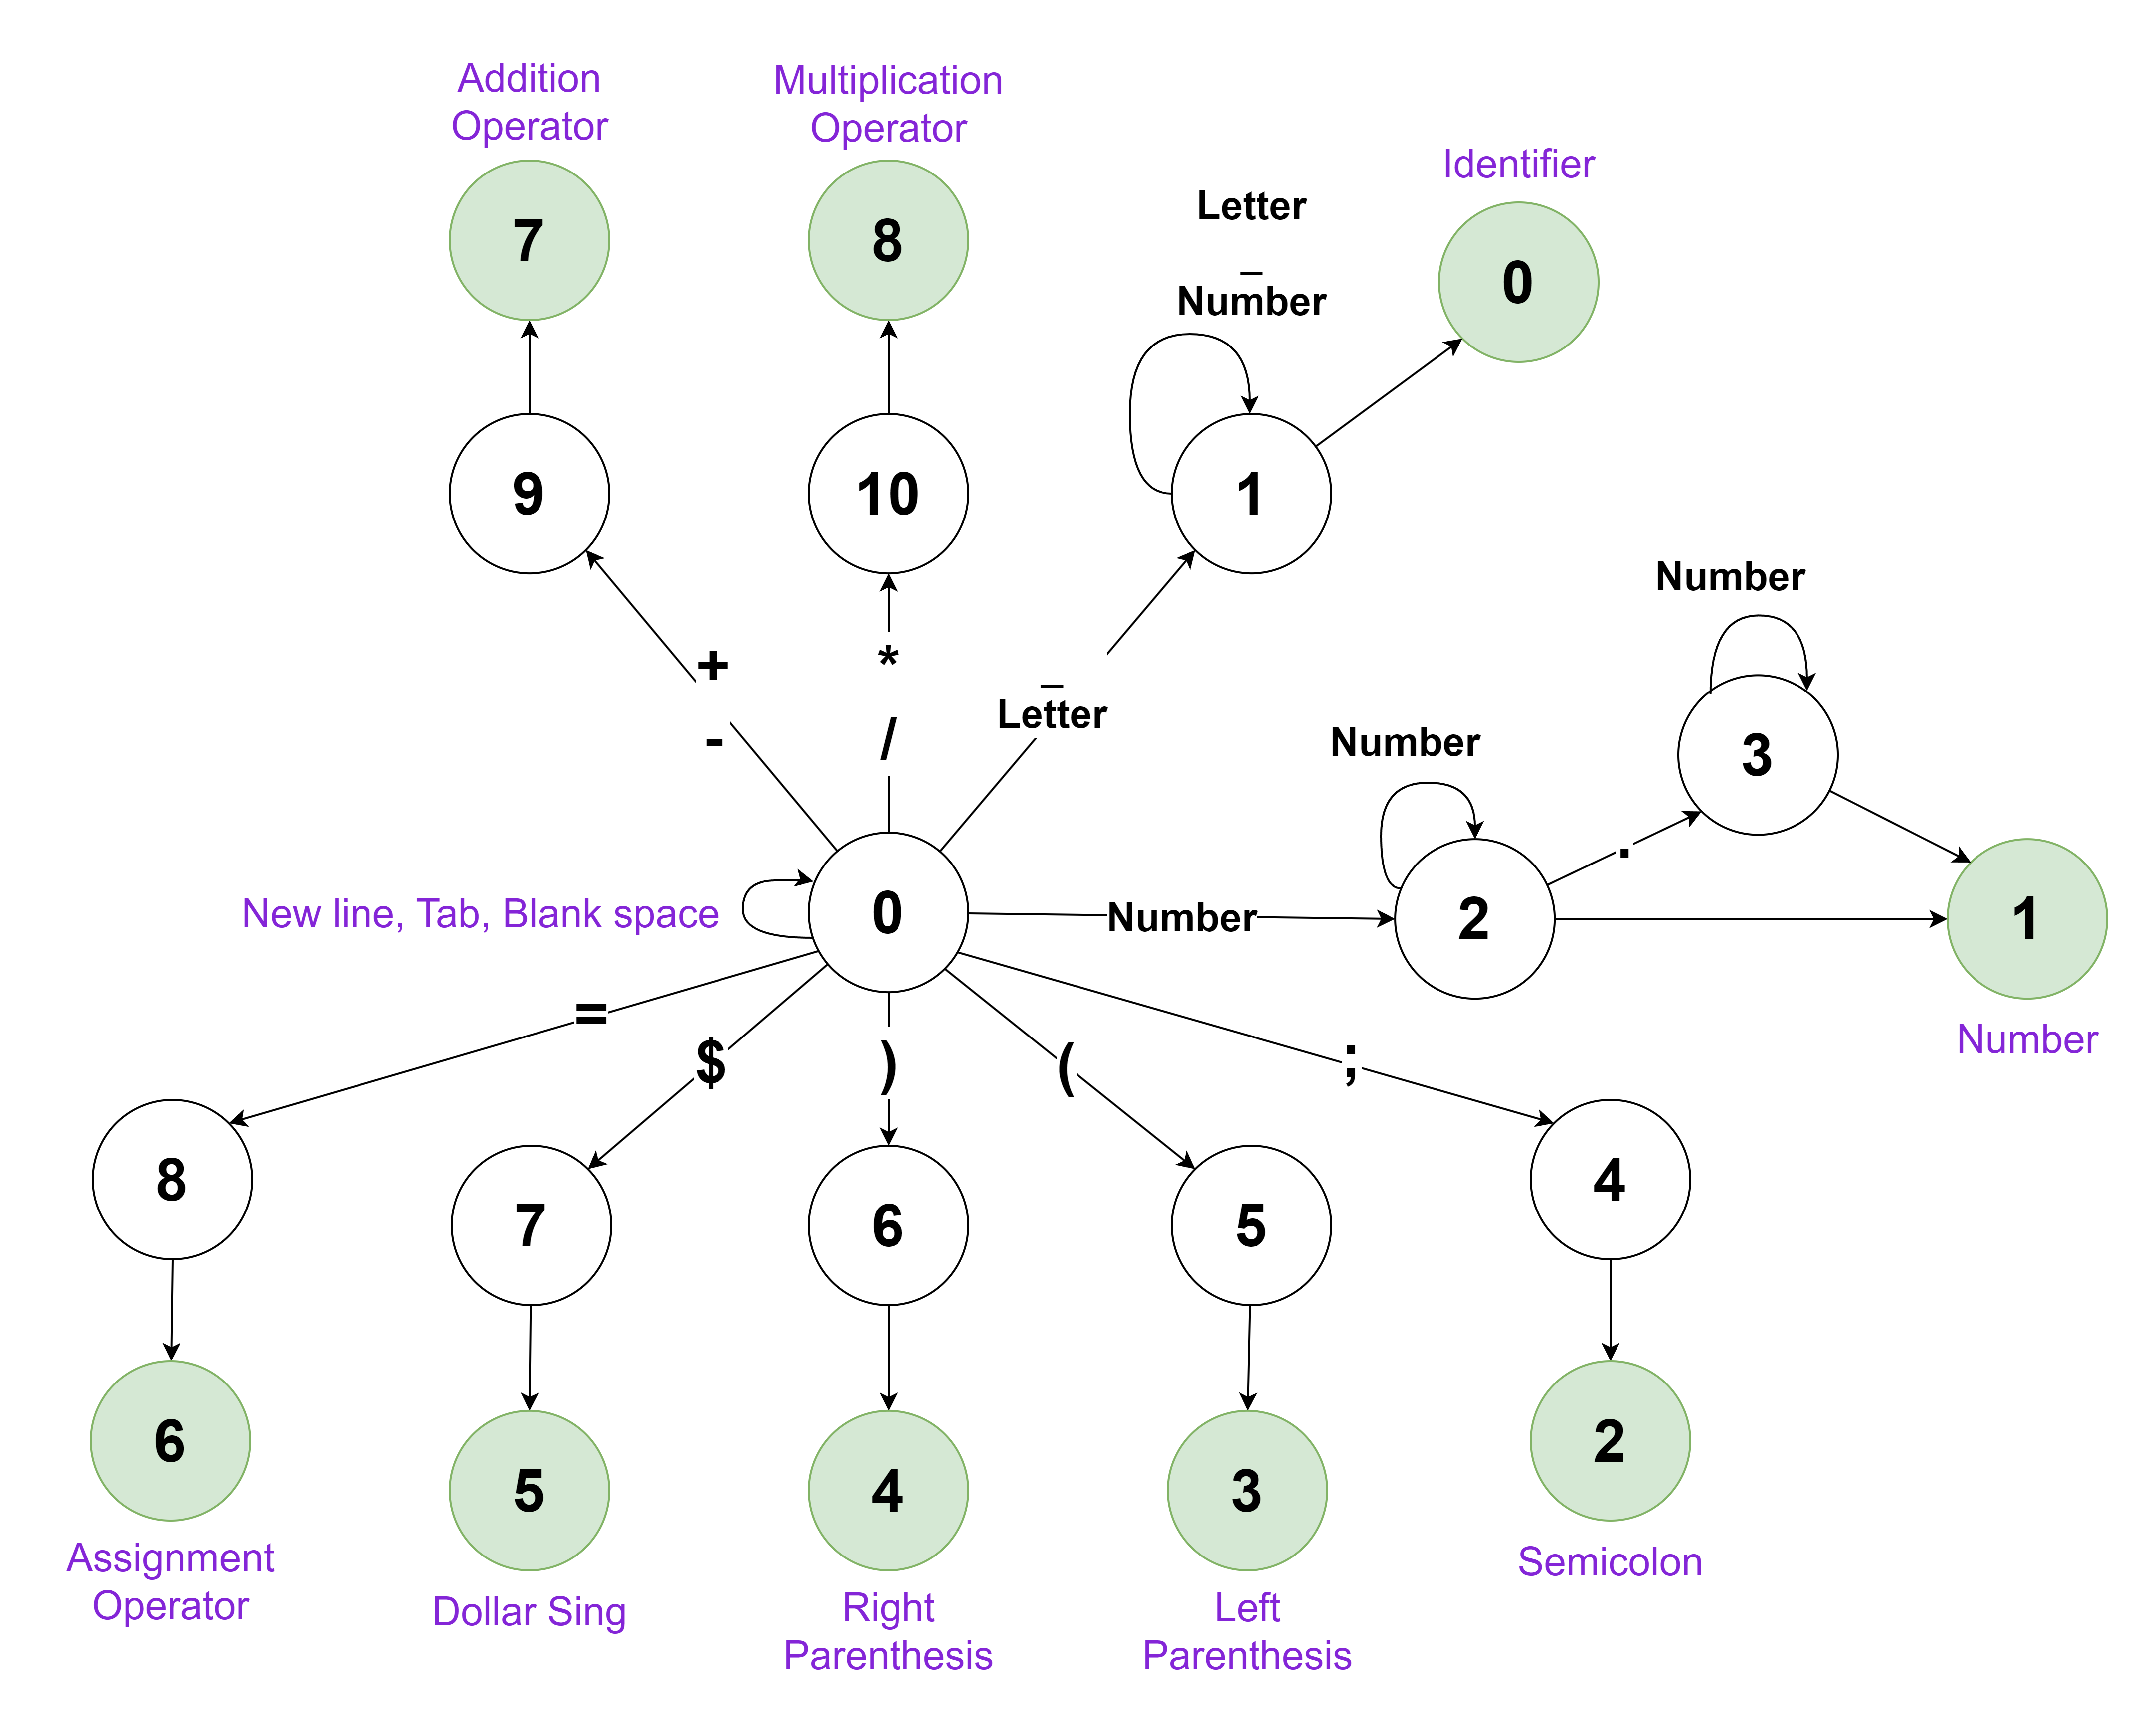 Addition
Operator
Multiplication
Operator
Identifier
7
8
Letter
_
Number
0
9
10
1
Number
3
+
-
*
/
_
Letter
Number
.
New line, Tab, Blank space
0
Number
2
1
Number
=
$
)
(
;
8
7
6
5
4
6
5
4
3
2
Assignment
Operator
Dollar Sing
Right
Parenthesis
Left
Parenthesis
Semicolon